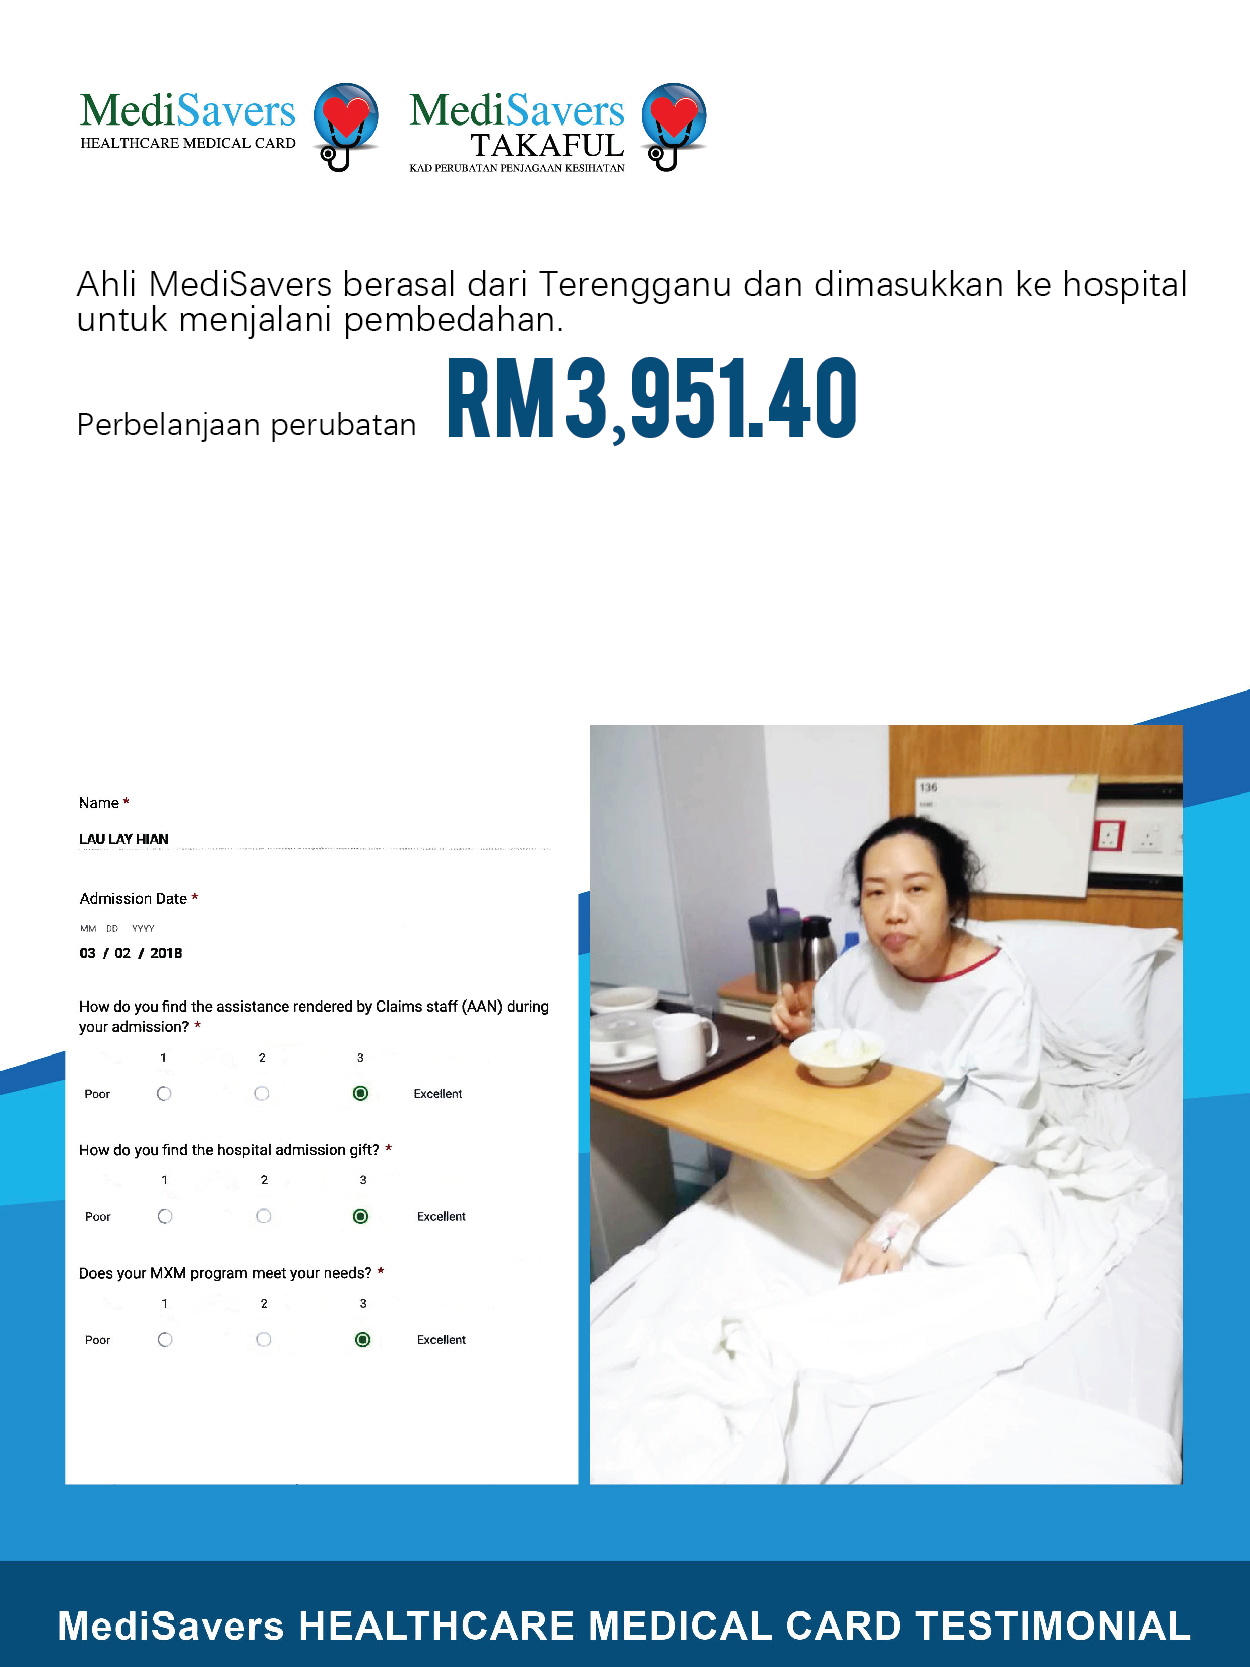 MediSavers
HEALTHCARE MEDICAL CARD
MediSavers
TAKAFUL
KAD PERUBATAN PENJAGAAN KESIHATAN
Ahli MediSavers berasal dari Terengganu dan dimasukkan ke hospital
untuk menjalani pembedahan.
Perbelanjaan perubatan RM3,951.40
Name *
LAU LAY HIAN
Admission Date *
MM DD YYYY
03 / 02 / 2018
How do you find the assistance rendered by Claims staff (AAN) during
your admission? *
1 2 3
Poor Excellent
How do you find the hospital admission gift? *
1 2 3
Poor Excellent
Does your MXM program meet your needs? *
1 2 3
Poor Excellent
136
MediSavers HEALTHCARE MEDICAL CARD TESTIMONIAL